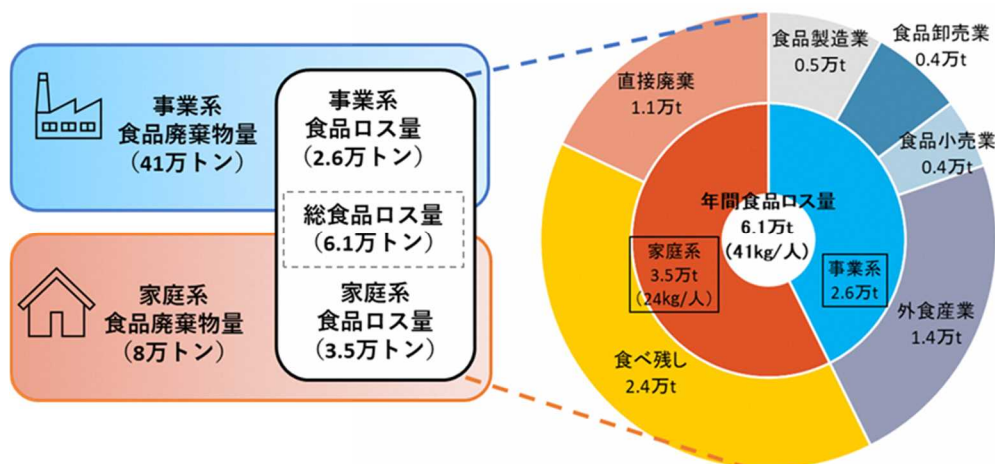 事業系
食品廃棄物量
（41万トン）
事業系
食品ロス量
（2.6万トン）
総食品ロス量
（6.1万トン）
家庭系
食品廃棄物量
（8万トン）
家庭系
食品ロス量
（3.5万トン）
食品製造業
0.5万t
食品卸売業
0.4万t
食品小売業
0.4万t
外食産業
1.4万t
食べ残し
2.4万t
直接廃棄
1.1万t
年間食品ロス量
6.1万t
(41kg/人)
家庭系
3.5万t
(24kg/人)
事業系
2.6万t